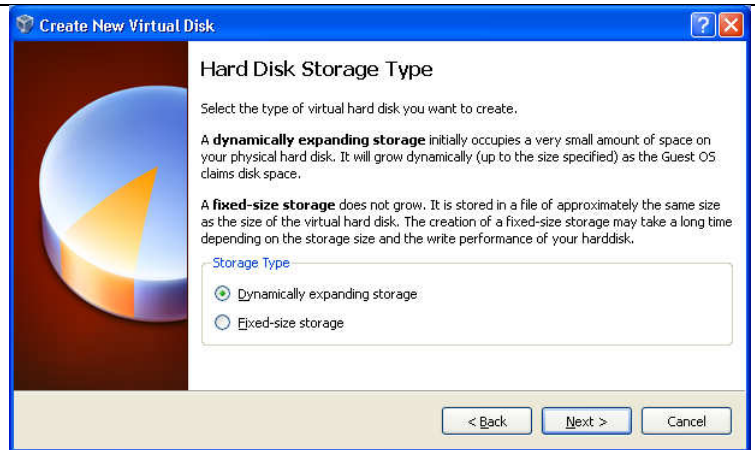 Create New Virtual Disk
Hard Disk Storage Type
Select the type of virtual hard disk you want to create.
A dynamically expanding storage initially occupies a very small amount of space on
your physical hard disk. It will grow dynamically (up to the size specified) as the Guest OS
claims disk space.
A fixed-size storage does not grow. It is stored in a file of approximately the same size
as the size of the virtual hard disk. The creation of a fixed-size storage may take a long time
depending on the storage size and the write performance of your harddisk.
Storage Type
Dynamically expanding storage
Fixed-size storage
< Back Next > Cancel